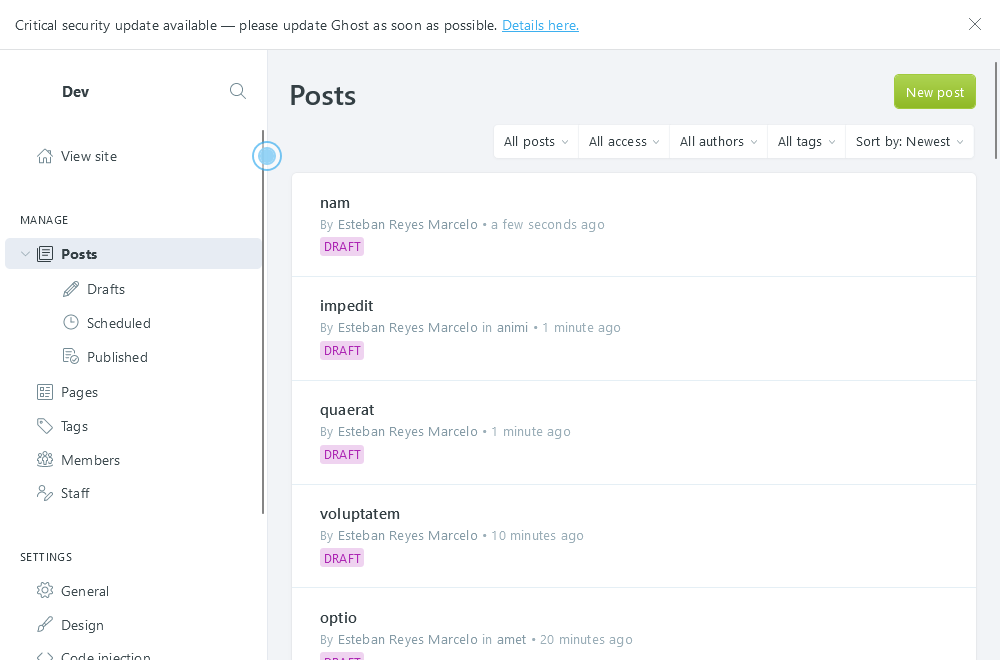 Critical security update available — please update Ghost as soon as possible. Details here.
Dev
View site
MANAGE
Posts
Drafts
Scheduled
Published
Pages
Tags
Members
Staff
SETTINGS
General
Design
Code injection
Posts
New post
All posts
All access
All authors
All tags
Sort by: Newest
nam
By Esteban Reyes Marcelo • a few seconds ago
DRAFT
impedit
By Esteban Reyes Marcelo in animi • 1 minute ago
DRAFT
quaerat
By Esteban Reyes Marcelo • 1 minute ago
DRAFT
voluptatem
By Esteban Reyes Marcelo • 10 minutes ago
DRAFT
optio
By Esteban Reyes Marcelo in amet • 20 minutes ago
DRAFT